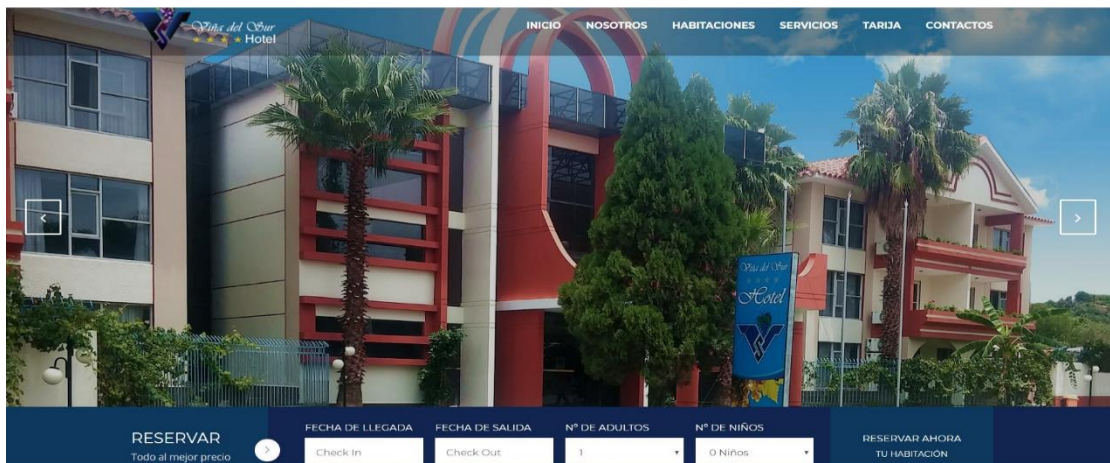 Viña del Sur
Hotel
INICIO NOSOTROS HABITACIONES SERVICIOS TARIJA CONTACTOS
<
>
Viña del Sur
Hotel
RESERVAR
Todo al mejor precio
>
FECHA DE LLEGADA
Check In
FECHA DE SALIDA
Check Out
Nº DE ADULTOS
1
Nº DE NIÑOS
0 Niños
RESERVAR AHORA
TU HABITACIÓN